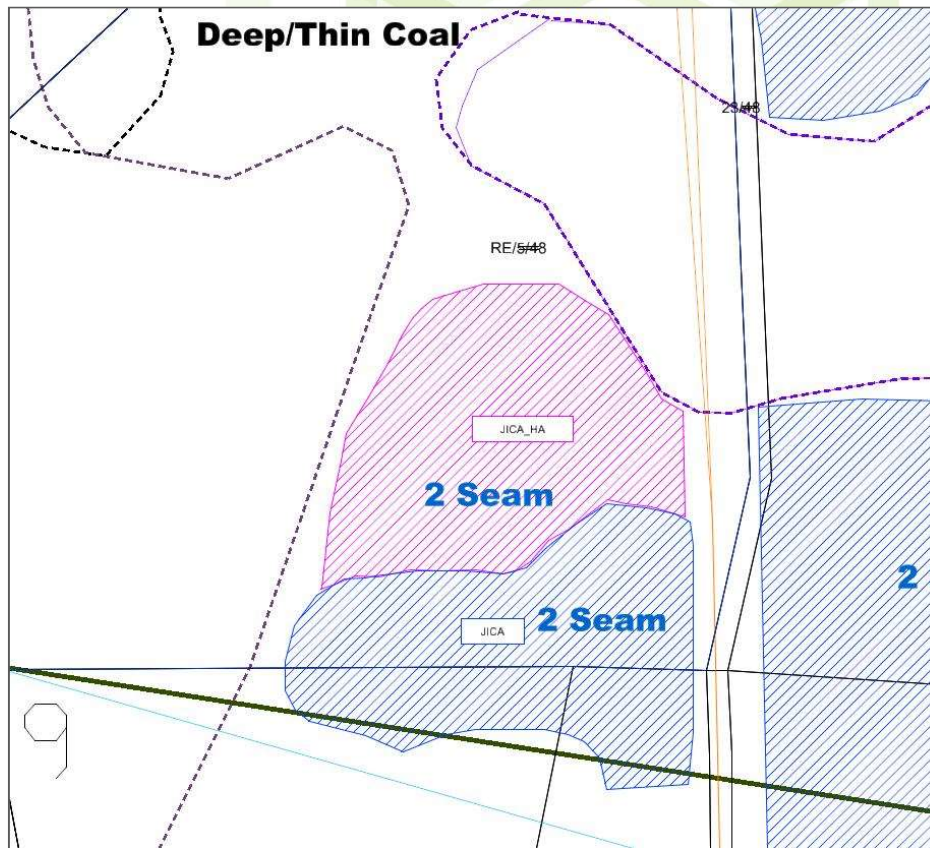 Deep/Thin Coal
23/48
RE/5/48
JICA_HA
2 Seam
2
JICA
2 Seam